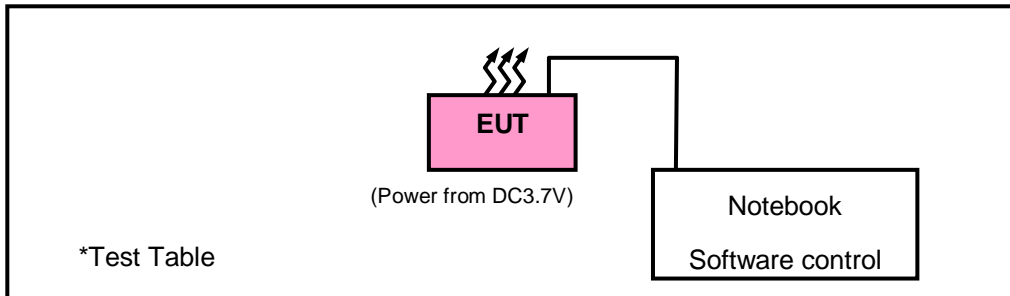 EUT
(Power from DC3.7V)
Notebook
Software control
*Test Table